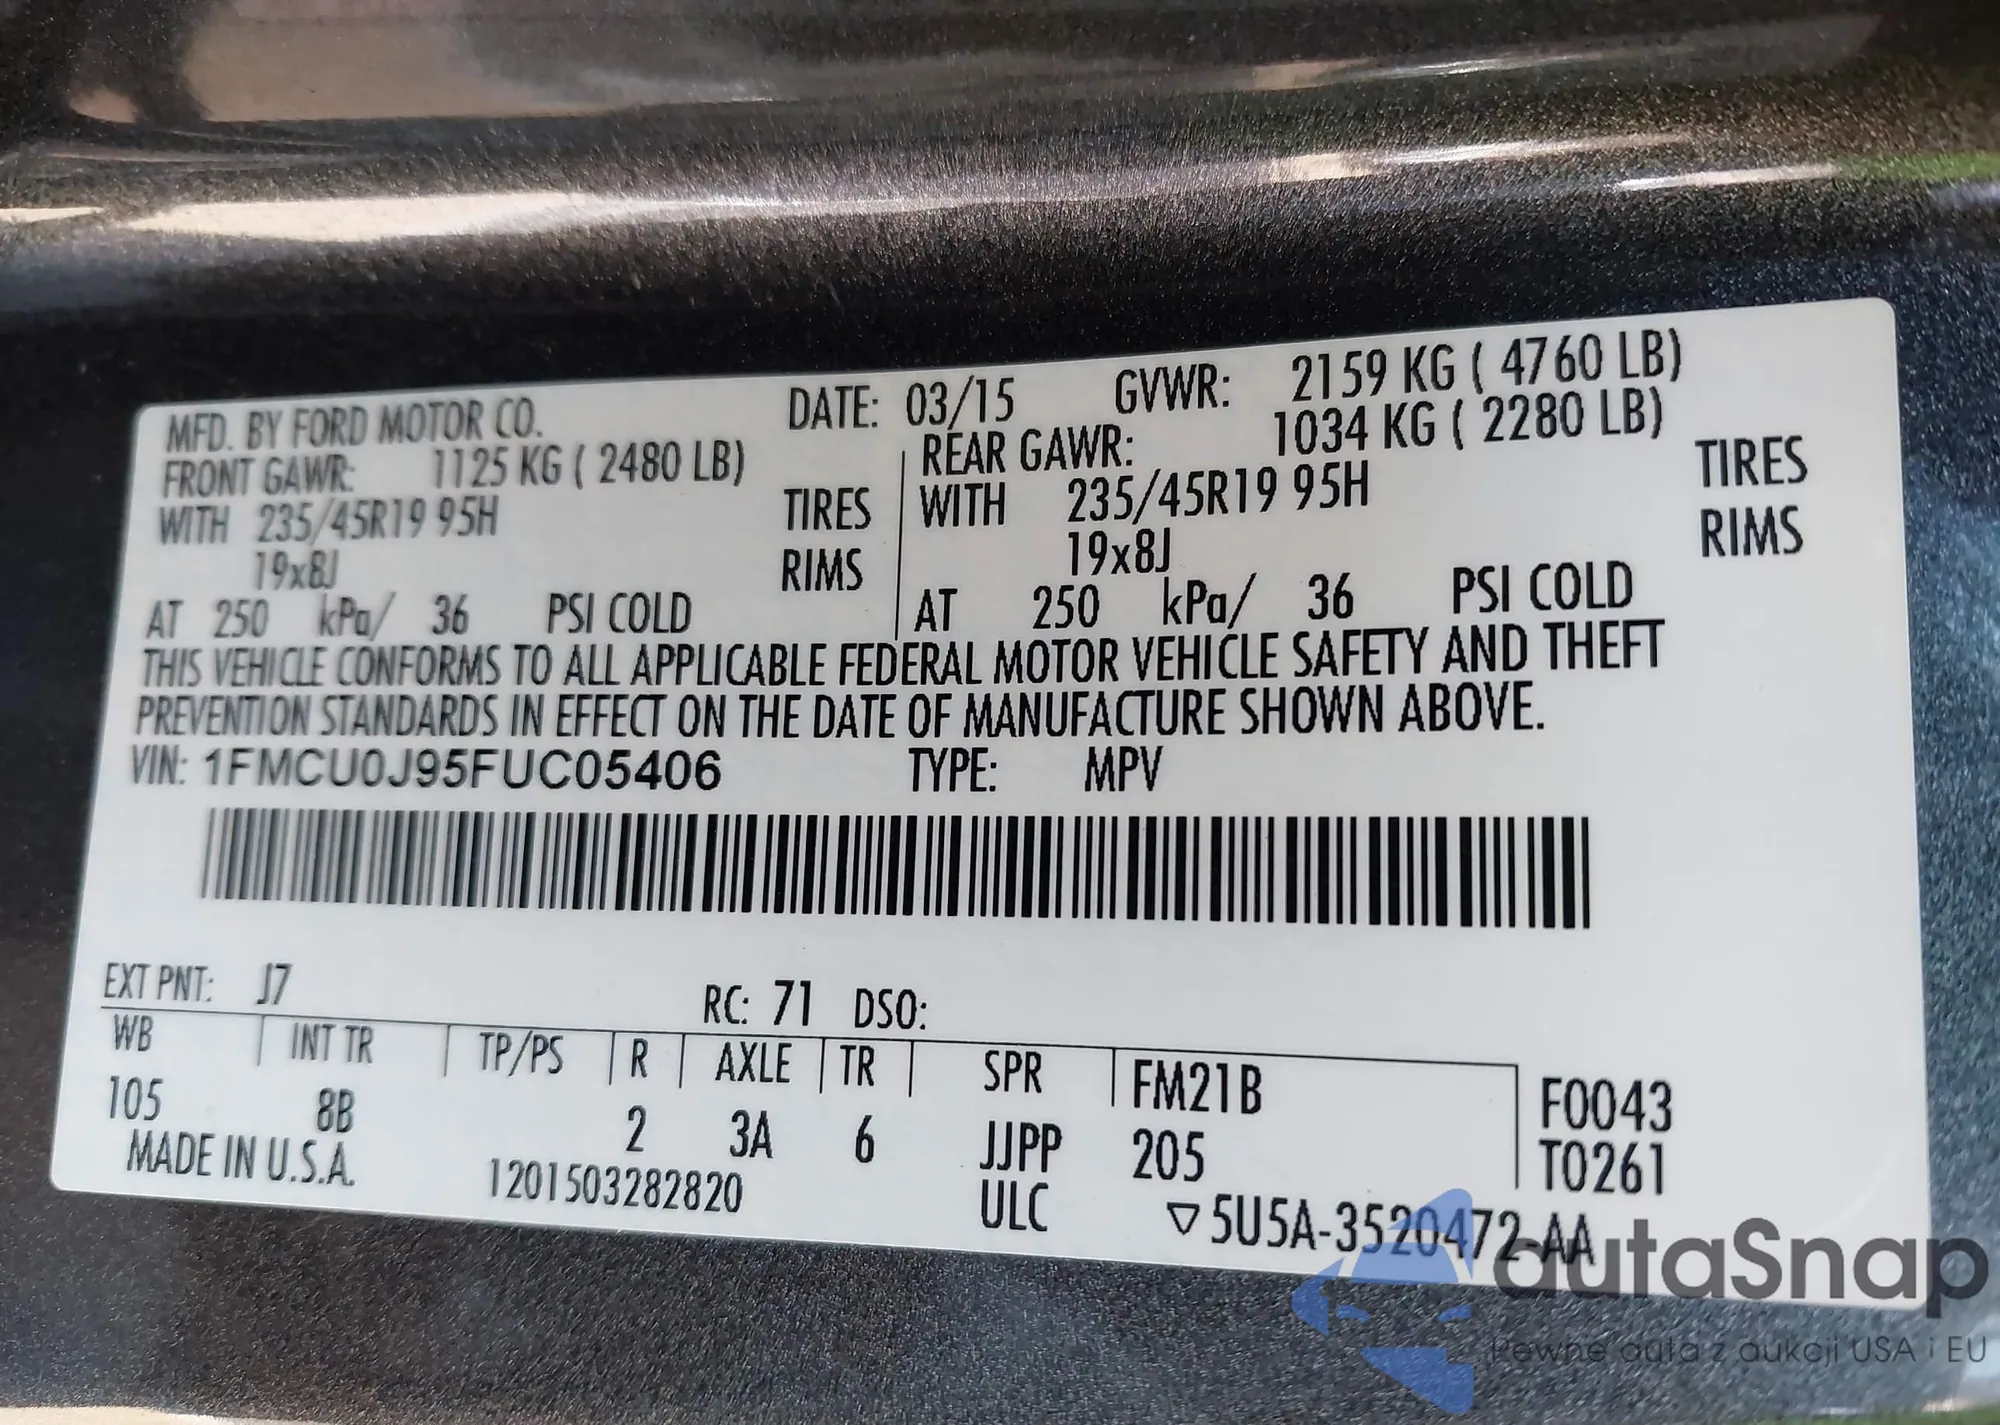 MFD. BY FORD MOTOR CO. DATE: 03/15 GVWR: 2159 KG ( 4760 LB)
FRONT GAWR: 1125 KG ( 2480 LB) REAR GAWR: 1034 KG ( 2280 LB)
WITH 235/45R19 95H TIRES WITH 235/45R19 95H TIRES
19x8J RIMS 19x8J RIMS
AT 250 kPa/ 36 PSI COLD AT 250 kPa/ 36 PSI COLD
THIS VEHICLE CONFORMS TO ALL APPLICABLE FEDERAL MOTOR VEHICLE SAFETY AND THEFT
PREVENTION STANDARDS IN EFFECT ON THE DATE OF MANUFACTURE SHOWN ABOVE.
VIN: 1FMCU0J95FUC05406 TYPE: MPV
EXT PNT: J7 RC: 71 DSO:
WB INT TR TP/PS R AXLE TR SPR FM21B F0043
105 8B 2 3A 6 JJPP 205 T0261
MADE IN U.S.A. 1201503282820 ULC ▽5U5A-3520472-AA
autaSnap
Pewne auta z aukcji USA i EU